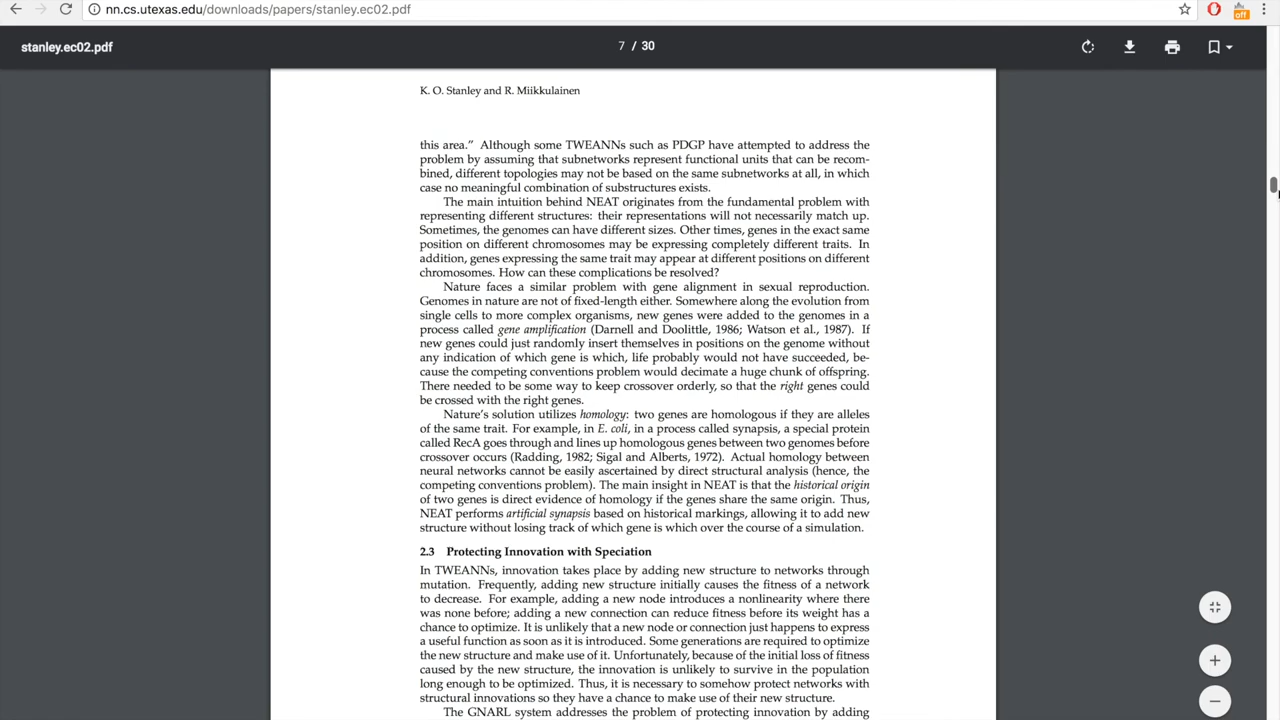 nn.cs.utexas.edu/downloads/papers/stanley.ec02.pdf
off
stanley.ec02.pdf
7 / 30
K. O. Stanley and R. Miikkulainen
this area.” Although some TWEANNs such as PDGP have attempted to address the
problem by assuming that subnetworks represent functional units that can be recom-
bined, different topologies may not be based on the same subnetworks at all, in which
case no meaningful combination of substructures exists.
The main intuition behind NEAT originates from the fundamental problem with
representing different structures: their representations will not necessarily match up.
Sometimes, the genomes can have different sizes. Other times, genes in the exact same
position on different chromosomes may be expressing completely different traits. In
addition, genes expressing the same trait may appear at different positions on different
chromosomes. How can these complications be resolved?
Nature faces a similar problem with gene alignment in sexual reproduction.
Genomes in nature are not of fixed-length either. Somewhere along the evolution from
single cells to more complex organisms, new genes were added to the genomes in a
process called gene amplification (Darnell and Doolittle, 1986; Watson et al., 1987). If
new genes could just randomly insert themselves in positions on the genome without
any indication of which gene is which, life probably would not have succeeded, be-
cause the competing conventions problem would decimate a huge chunk of offspring.
There needed to be some way to keep crossover orderly, so that the right genes could
be crossed with the right genes.
Nature’s solution utilizes homology: two genes are homologous if they are alleles
of the same trait. For example, in E. coli, in a process called synapsis, a special protein
called RecA goes through and lines up homologous genes between two genomes before
crossover occurs (Radding, 1982; Sigal and Alberts, 1972). Actual homology between
neural networks cannot be easily ascertained by direct structural analysis (hence, the
competing conventions problem). The main insight in NEAT is that the historical origin
of two genes is direct evidence of homology if the genes share the same origin. Thus,
NEAT performs artificial synapsis based on historical markings, allowing it to add new
structure without losing track of which gene is which over the course of a simulation.
2.3 Protecting Innovation with Speciation
In TWEANNs, innovation takes place by adding new structure to networks through
mutation. Frequently, adding new structure initially causes the fitness of a network
to decrease. For example, adding a new node introduces a nonlinearity where there
was none before; adding a new connection can reduce fitness before its weight has a
chance to optimize. It is unlikely that a new node or connection just happens to express
a useful function as soon as it is introduced. Some generations are required to optimize
the new structure and make use of it. Unfortunately, because of the initial loss of fitness
caused by the new structure, the innovation is unlikely to survive in the population
long enough to be optimized. Thus, it is necessary to somehow protect networks with
structural innovations so they have a chance to make use of their new structure.
The GNARL system addresses the problem of protecting innovation by adding